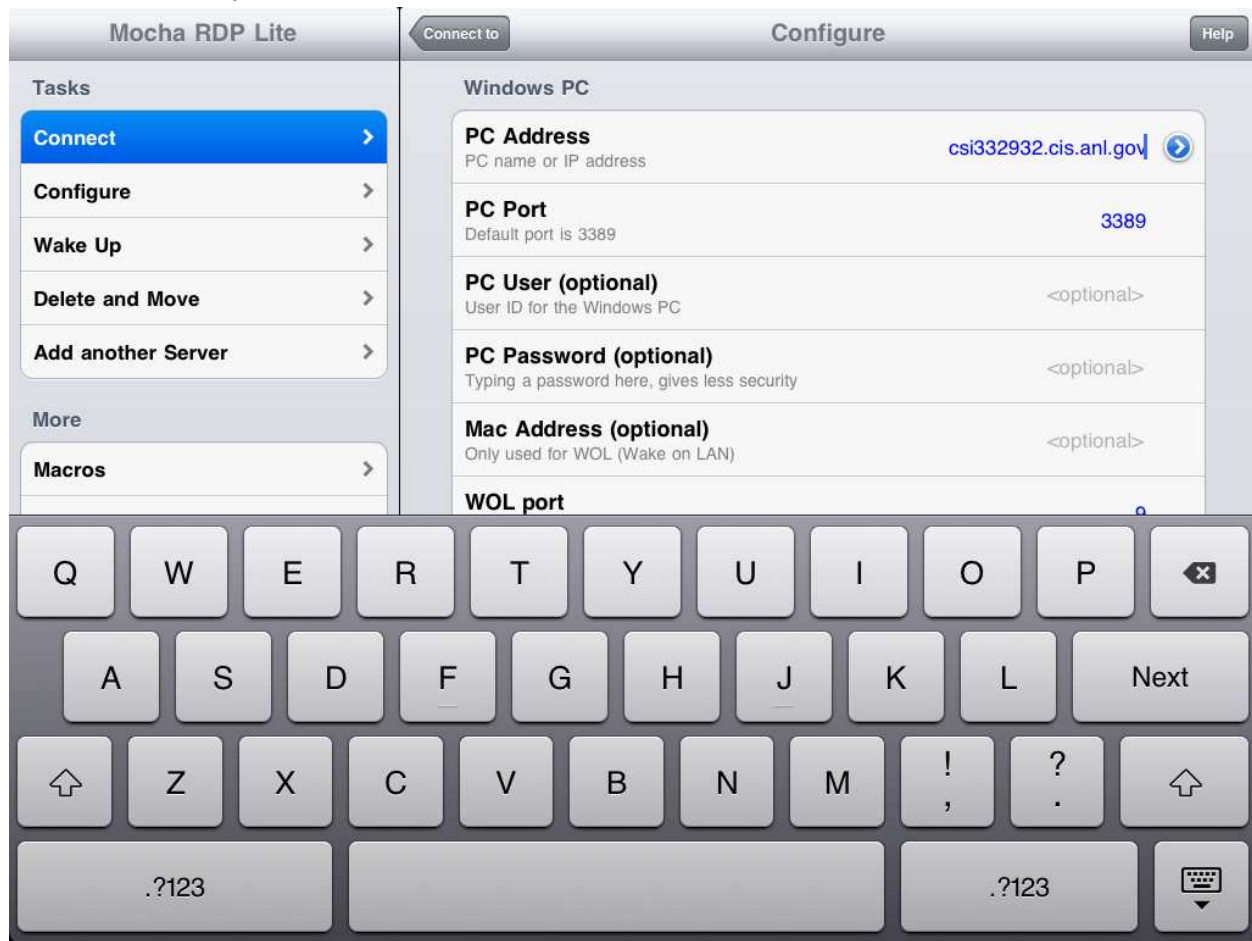 Mocha RDP Lite
Connect to
Configure
Help
Tasks
Connect
Configure
Wake Up
Delete and Move
Add another Server
More
Macros
Windows PC
PC Address
PC name or IP address
csi332932.cis.anl.gov
PC Port
Default port is 3389
3389
PC User (optional)
User ID for the Windows PC
<optional>
PC Password (optional)
Typing a password here, gives less security
<optional>
Mac Address (optional)
Only used for WOL (Wake on LAN)
<optional>
WOL port
9
Q W E R T Y U I O P
A S D F G H J K L Next
Z X C V B N M ! , ? .
.?123 .?123